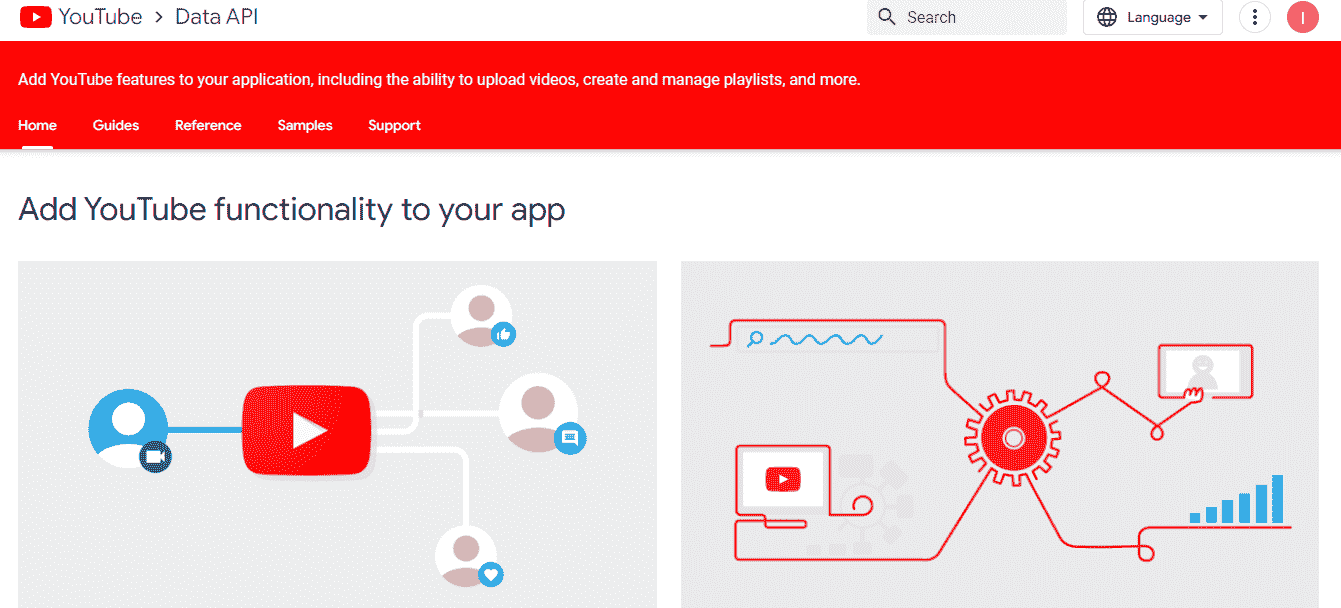 YouTube > Data API
Search
Language
I
Add YouTube features to your application, including the ability to upload videos, create and manage playlists, and more.
Home Guides Reference Samples Support
Add YouTube functionality to your app